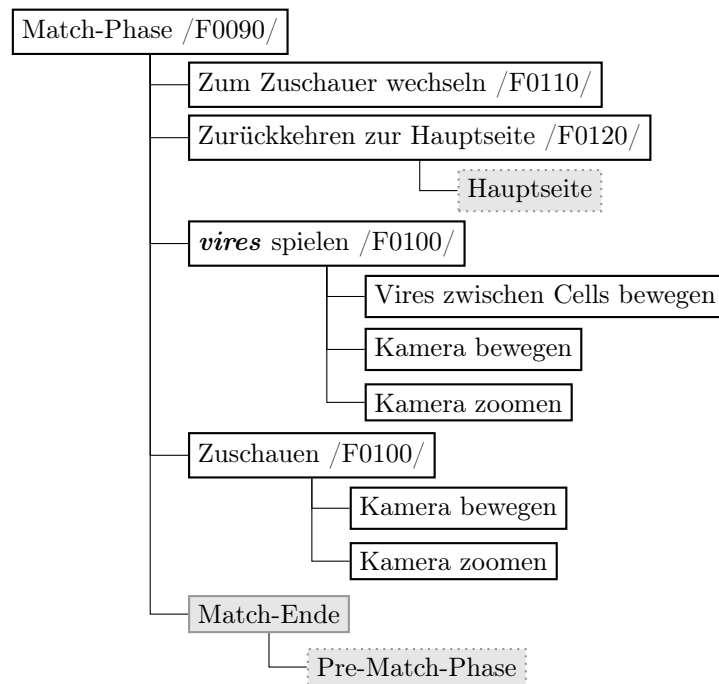 Match-Phase /F0090/
Zum Zuschauer wechseln /F0110/
Zurückkehren zur Hauptseite /F0120/
Hauptseite
vires spielen /F0100/
Vires zwischen Cells bewegen
Kamera bewegen
Kamera zoomen
Zuschauen /F0100/
Kamera bewegen
Kamera zoomen
Match-Ende
Pre-Match-Phase